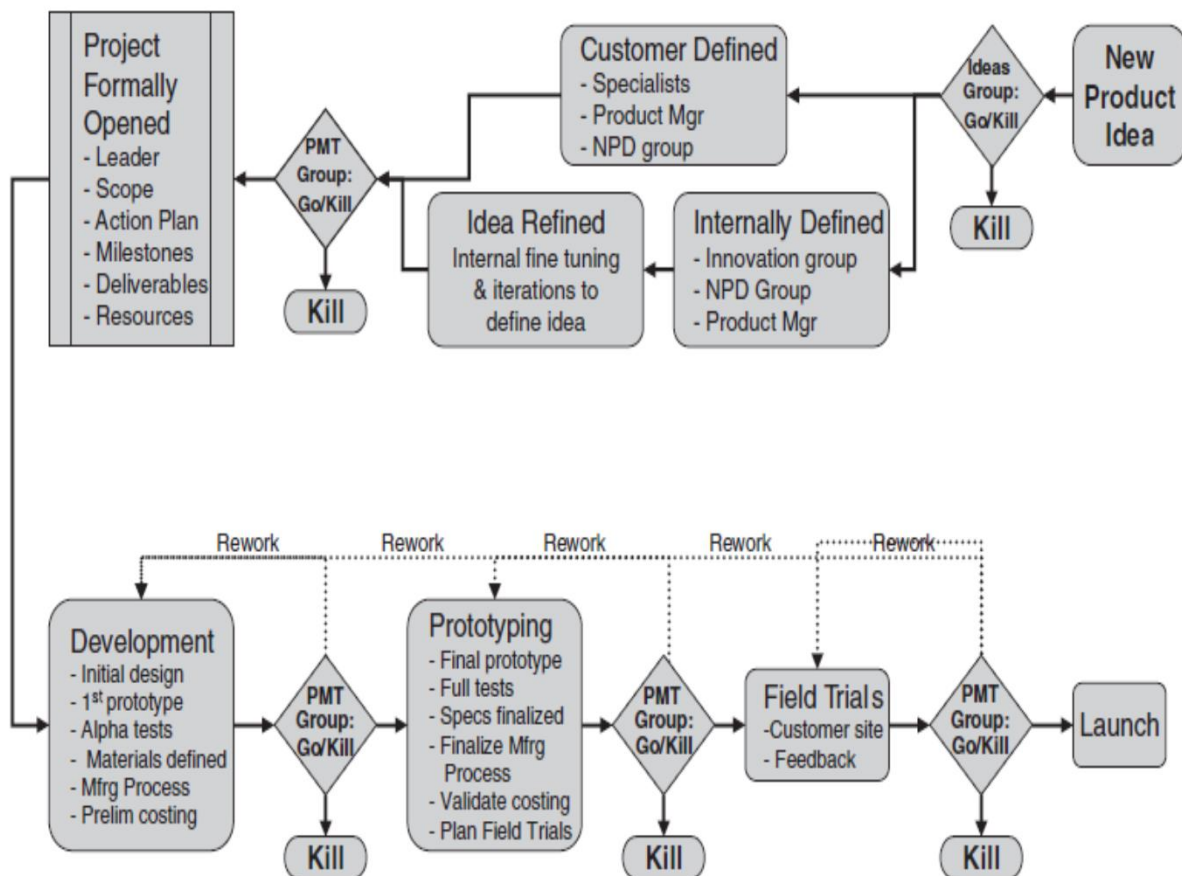 Project
Formally
Opened
- Leader
- Scope
- Action Plan
- Milestones
- Deliverables
- Resources
PMT
Group:
Go/Kill
Kill
Customer Defined
- Specialists
- Product Mgr
- NPD group
Idea Refined
Internal fine tuning
& iterations to
define idea
Internally Defined
- Innovation group
- NPD Group
- Product Mgr
Ideas
Group:
Go/Kill
Kill
New
Product
Idea
Rework
Rework
Rework
Rework
Rework
Development
- Initial design
- 1st prototype
- Alpha tests
- Materials defined
- Mfrg Process
- Prelim costing
PMT
Group:
Go/Kill
Kill
Prototyping
- Final prototype
- Full tests
- Specs finalized
- Finalize Mfrg
Process
- Validate costing
- Plan Field Trials
PMT
Group:
Go/Kill
Kill
Field Trials
-Customer site
- Feedback
PMT
Group:
Go/Kill
Kill
Launch